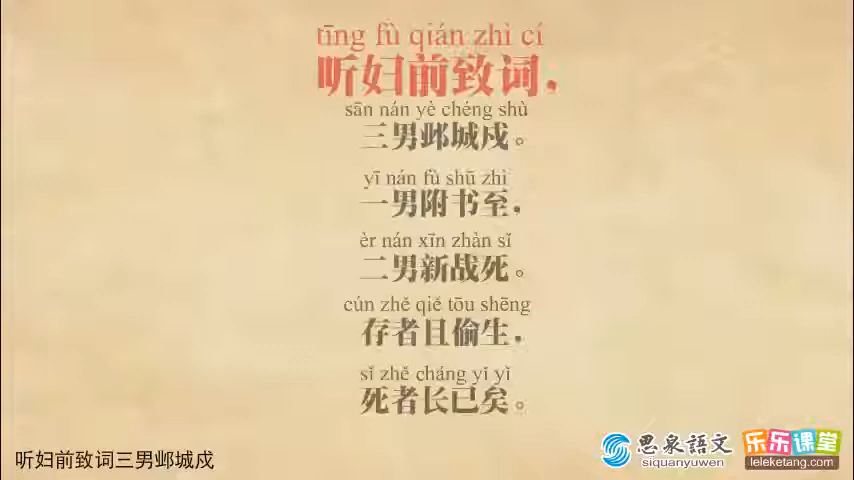 tīng fù qián zhì cí
听妇前致词，
sān nán yè chéng shù
三男邺城戍。
yī nán fù shū zhì
一男附书至，
èr nán xīn zhàn sǐ
二男新战死。
cún zhě qiě tōu shēng
存者且偷生，
sǐ zhě cháng yǐ yǐ
死者长已矣。
听妇前致词三男邺城戍
思泉語文
siquanyuwen
乐乐课堂
leleketang.com